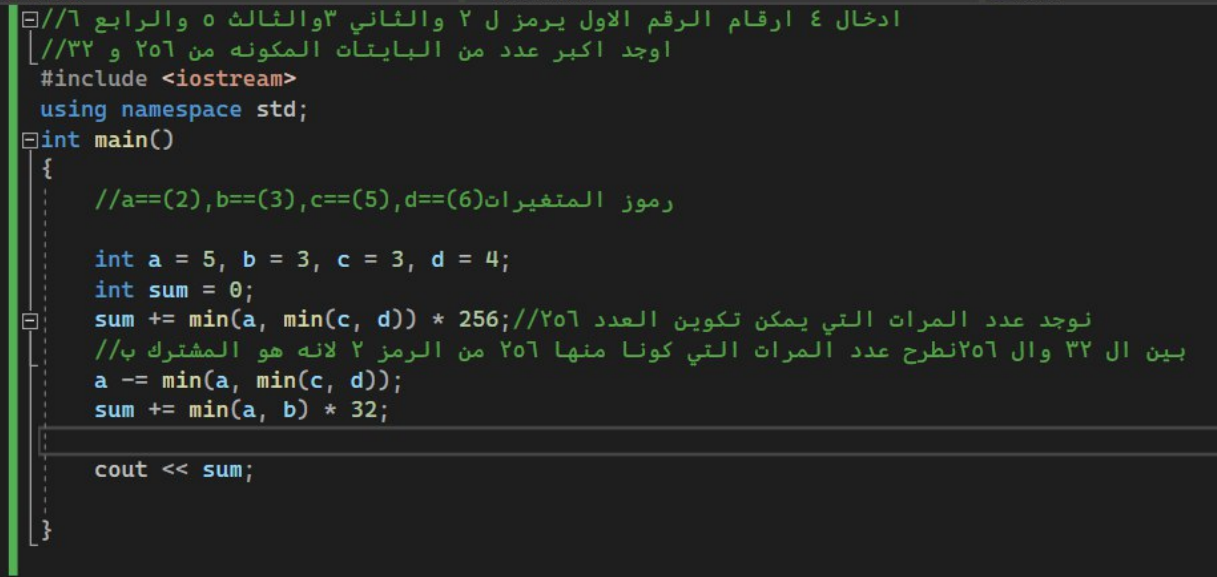 //ادخال ٤ ارقام الرقم الاول يرمز ل ٢ والثاني ٣والثالث ٥ والرابع ٦
//اوجد اكبر عدد من البايتات المكونه من ٢٥٦ و ٣٢
#include <iostream>
using namespace std;
int main()
{
//a==(2),b==(3),c==(5),d==(6)رموز المتغيرات
int a = 5, b = 3, c = 3, d = 4;
int sum = 0;
sum += min(a, min(c, d)) * 256;//نوجد عدد المرات التي يمكن تكوين العدد ٢٥٦
//بين ال ٣٢ وال ٢٥٦نطرح عدد المرات التي كونا منها ٢٥٦ من الرمز ٢ لانه هو المشترك ب
a -= min(a, min(c, d));
sum += min(a, b) * 32;
cout << sum;
}